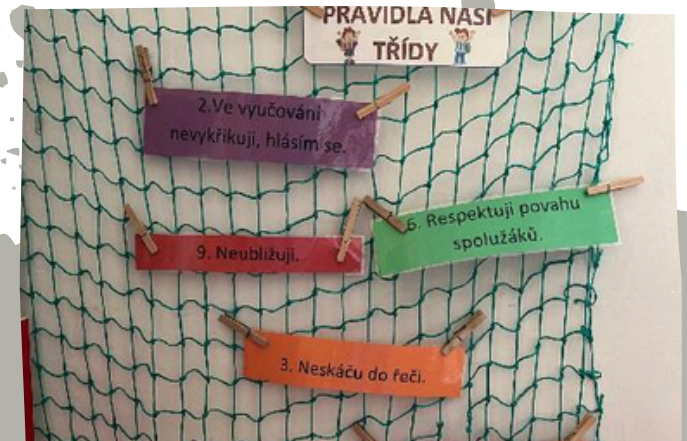 PRAVIDLA NAŠÍ
TŘÍDY
2.Ve vyučování
nevykřikuji, hlásím se.
6. Respektuji povahu
spolužáků.
9. Neubližuji.
3. Neskáču do řeči.